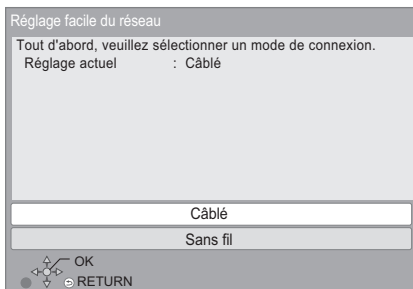 Réglage facile du réseau
Tout d'abord, veuillez sélectionner un mode de connexion.
Réglage actuel : Câblé
Câblé
Sans fil
OK
RETURN